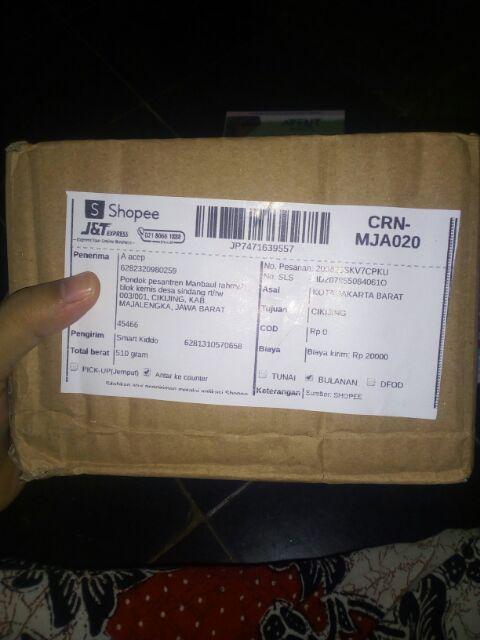 Shopee
J&T EXPRESS
Express Your Online Business
021 8066 1888
JP7471639557
CRN-
MJA020
Penerima
A acep
6282320980259
Pondok pesantren Manbaul
blok kemis desa sindang rt/rw
003/001, CIKIJING, KAB.
MAJALENGKA, JAWA BARAT
45466
Pengirim
Smart Kiddo 6281310570658
Total berat 510 gram
PICK-UP(Jemput) Antar ke counter
No. Pesanan:
No. SLS
Asal KOTA JAKARTA BARAT
Tujuan CIKIJING
COD Rp 0
Biaya Biaya kirim: Rp 20000
TUNAI BULANAN DFOD
Keterangan Sumber: SHOPEE